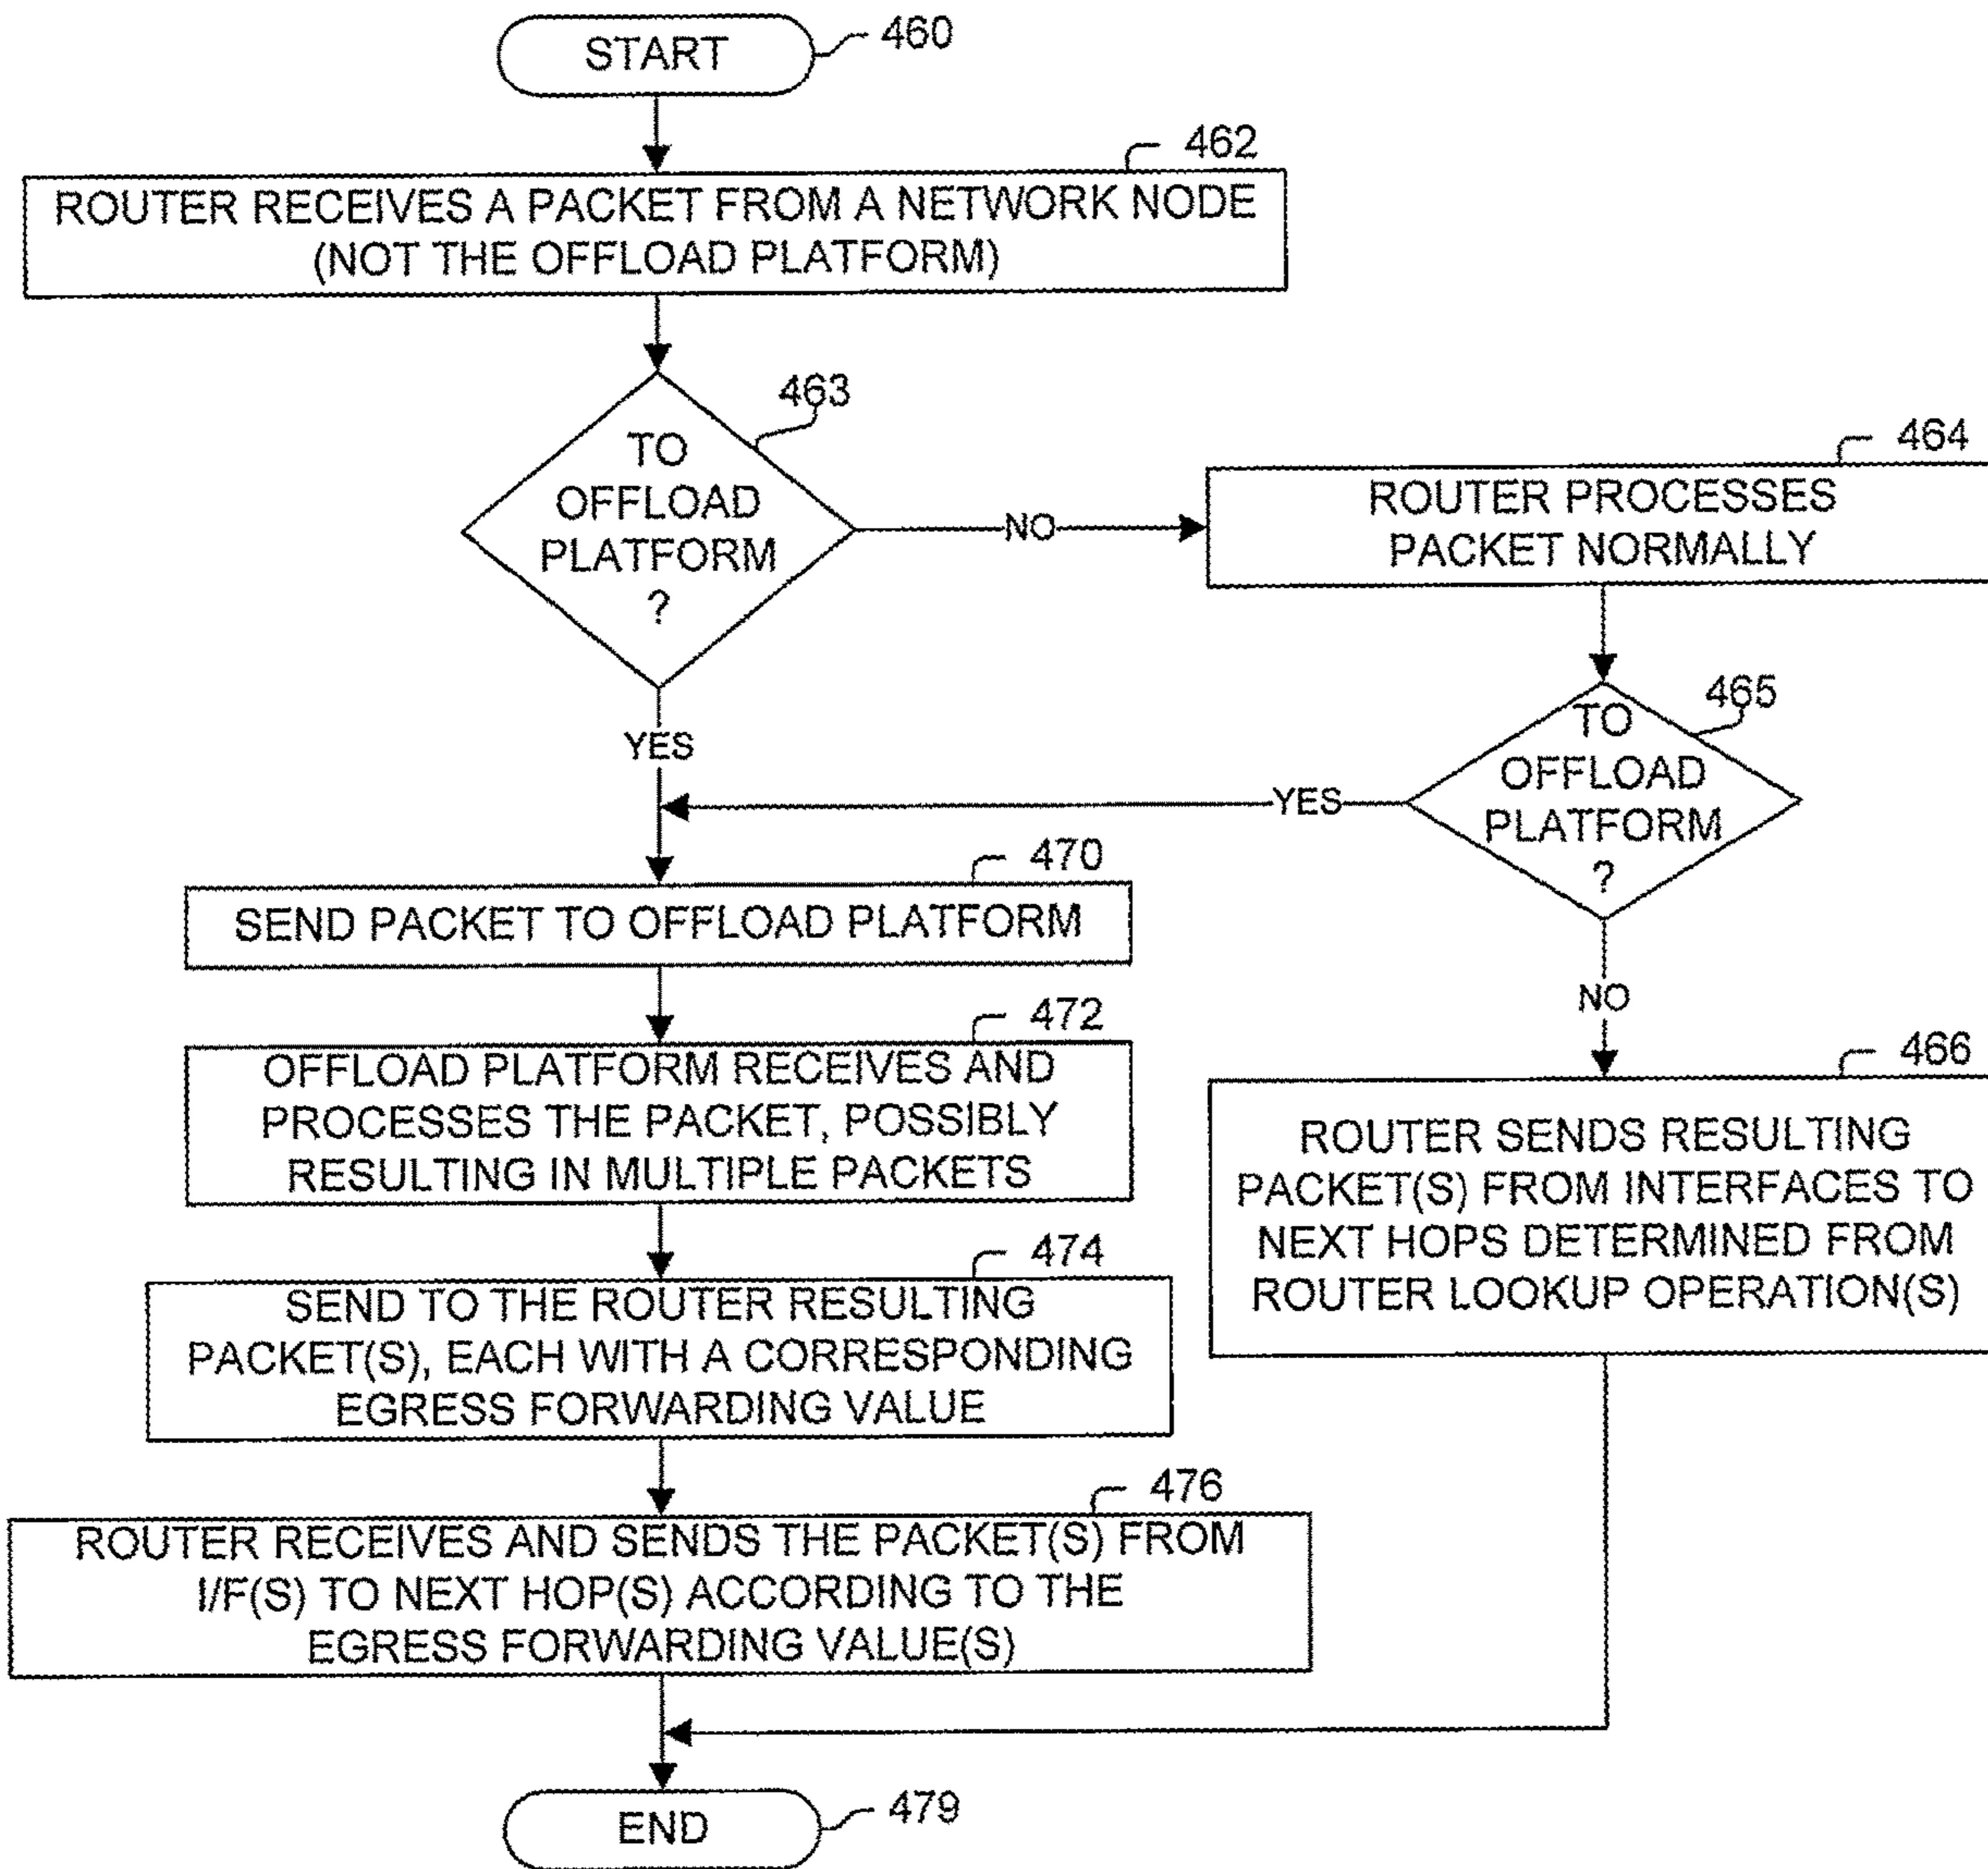 START
460
462
ROUTER RECEIVES A PACKET FROM A NETWORK NODE
(NOT THE OFFLOAD PLATFORM)
463
TO
OFFLOAD
PLATFORM
?
NO
464
ROUTER PROCESSES
PACKET NORMALLY
YES
465
TO
OFFLOAD
PLATFORM
?
YES
NO
470
SEND PACKET TO OFFLOAD PLATFORM
472
OFFLOAD PLATFORM RECEIVES AND
PROCESSES THE PACKET, POSSIBLY
RESULTING IN MULTIPLE PACKETS
466
ROUTER SENDS RESULTING
PACKET(S) FROM INTERFACES TO
NEXT HOPS DETERMINED FROM
ROUTER LOOKUP OPERATION(S)
474
SEND TO THE ROUTER RESULTING
PACKET(S), EACH WITH A CORRESPONDING
EGRESS FORWARDING VALUE
476
ROUTER RECEIVES AND SENDS THE PACKET(S) FROM
I/F(S) TO NEXT HOP(S) ACCORDING TO THE
EGRESS FORWARDING VALUE(S)
END
479